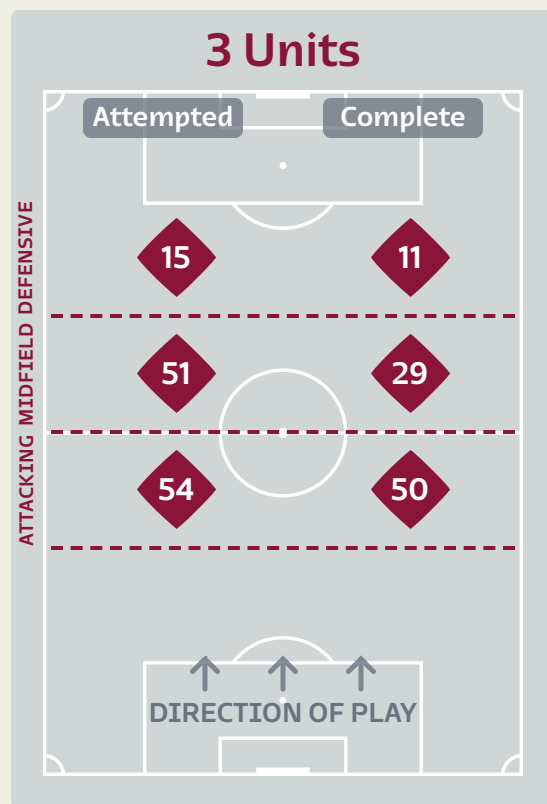 3 Units
Attempted Complete
15 11
51 29
54 50
ATTACKING MIDFIELD DEFENSIVE
DIRECTION OF PLAY